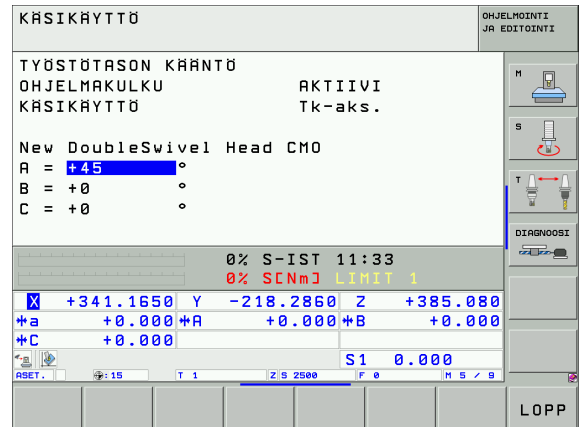 KÄSIKÄYTTÖ
OHJELMOINTI
JA EDITOINTI
TYÖSTÖTASON KÄÄNTÖ
OHJELMAKULKU AKTIIVI
KÄSIKÄYTTÖ Tk-aks.
New DoubleSwivel Head CMO
A = +45 °
B = +0 °
C = +0 °
0% S-IST 11:33
0% S[Nm] LIMIT 1
X +341.1650 Y -218.2860 Z +385.080
a +0.000 A +0.000 B +0.000
C +0.000
S1 0.000
ASET. : 15 T 1 Z S 2500 F 0 M 5 / 9
M
S
T
DIAGNOOSI
LOPP